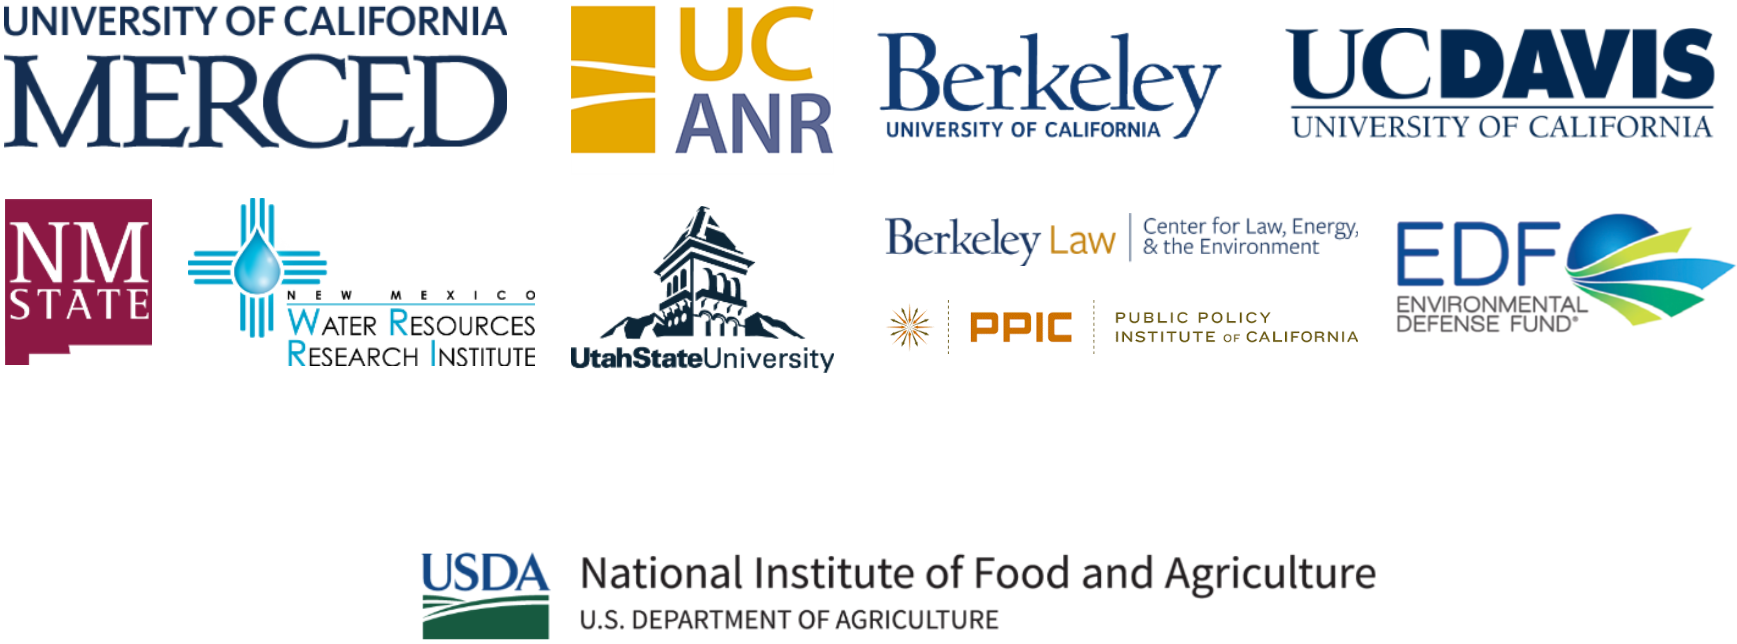 UNIVERSITY OF CALIFORNIA
MERCED
UC
ANR
Berkeley
UNIVERSITY OF CALIFORNIA
UCDAVIS
UNIVERSITY OF CALIFORNIA
NM
STATE
NEW MEXICO
WATER RESOURCES
RESEARCH INSTITUTE
UtahStateUniversity
Berkeley Law
Center for Law, Energy,
& the Environment
PPIC
PUBLIC POLICY
INSTITUTE OF CALIFORNIA
EDF
ENVIRONMENTAL
DEFENSE FUND®
USDA
National Institute of Food and Agriculture
U.S. DEPARTMENT OF AGRICULTURE